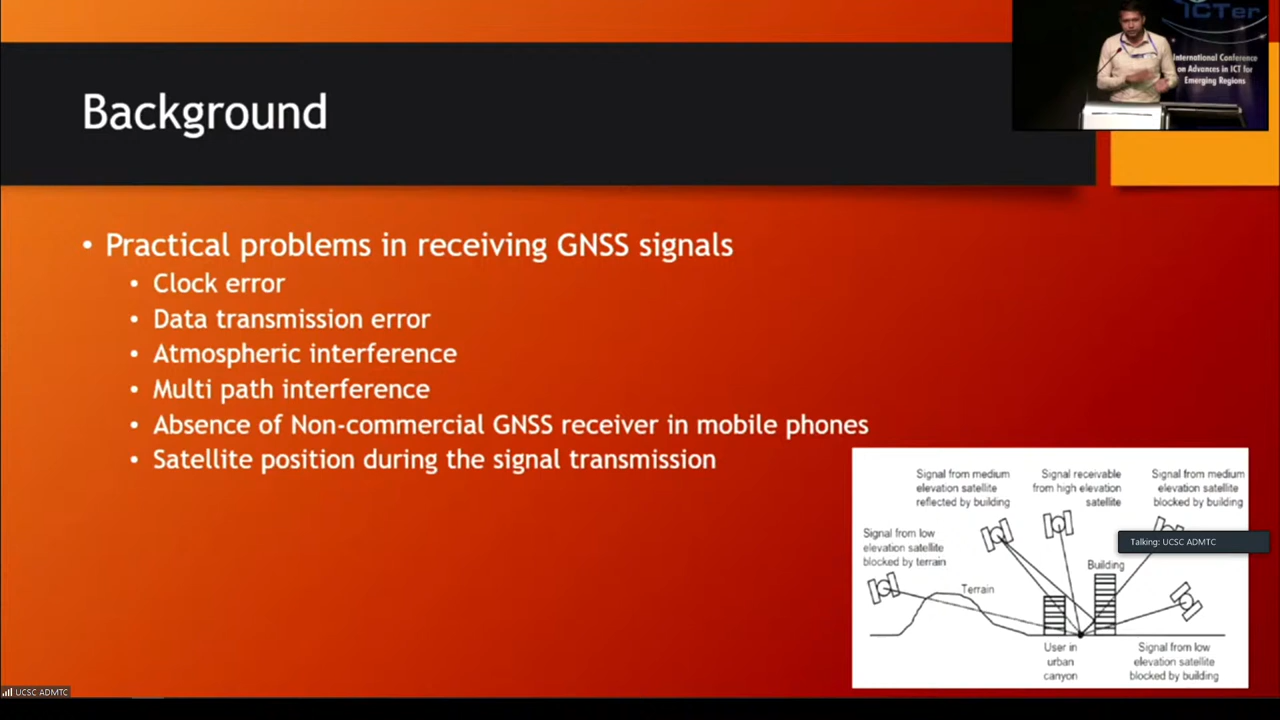 ICTer
International Conference
on Advances in ICT for
Emerging Regions
Background
• Practical problems in receiving GNSS signals
• Clock error
• Data transmission error
• Atmospheric interference
• Multi path interference
• Absence of Non-commercial GNSS receiver in mobile phones
• Satellite position during the signal transmission
Signal from medium
elevation satellite
reflected by building
Signal receivable
from high elevation
satellite
Signal from medium
elevation satellite
blocked by building
Signal from low
elevation satellite
blocked by terrain
Talking: UCSC ADMTC
Building
Terrain
User in
urban
canyon
Signal from low
elevation satellite
blocked by building
UCSC ADMTC